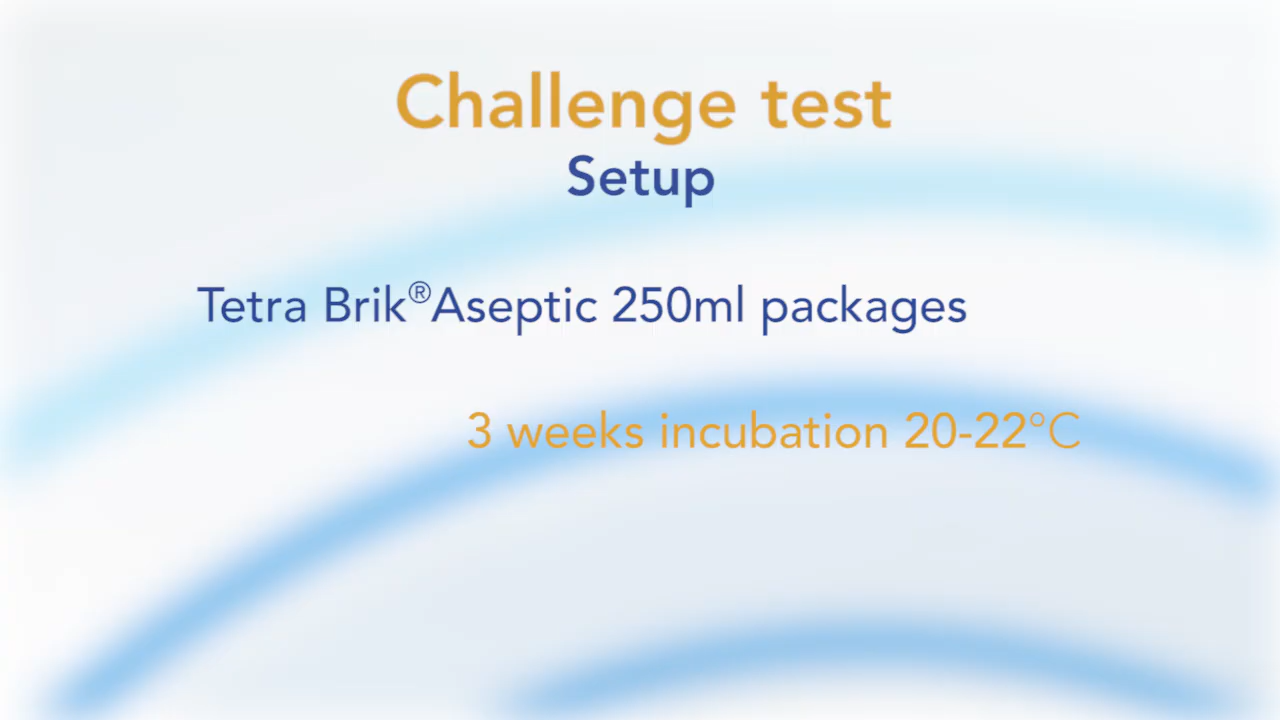 Challenge test
Setup
Tetra Brik®Aseptic 250ml packages
3 weeks incubation 20-22°C